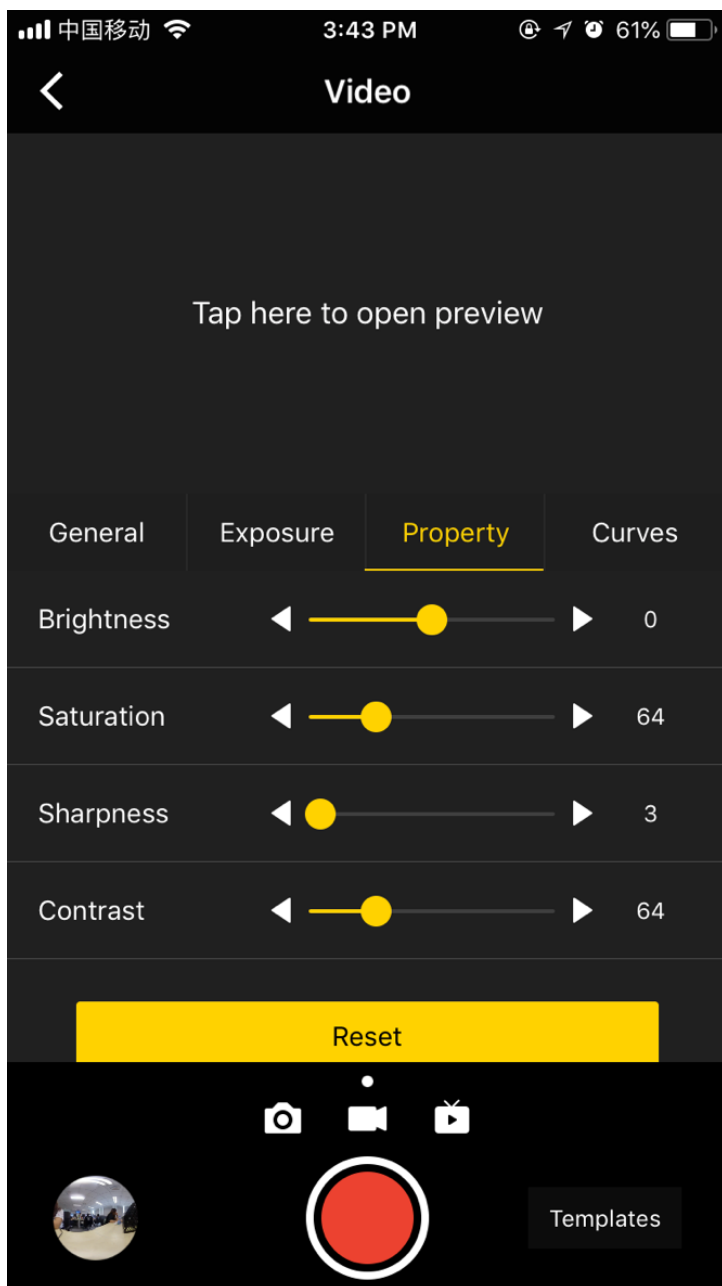 中国移动 3:43 PM 61%
Video
Tap here to open preview
General Exposure Property Curves
Brightness 0
Saturation 64
Sharpness 3
Contrast 64
Reset
Templates